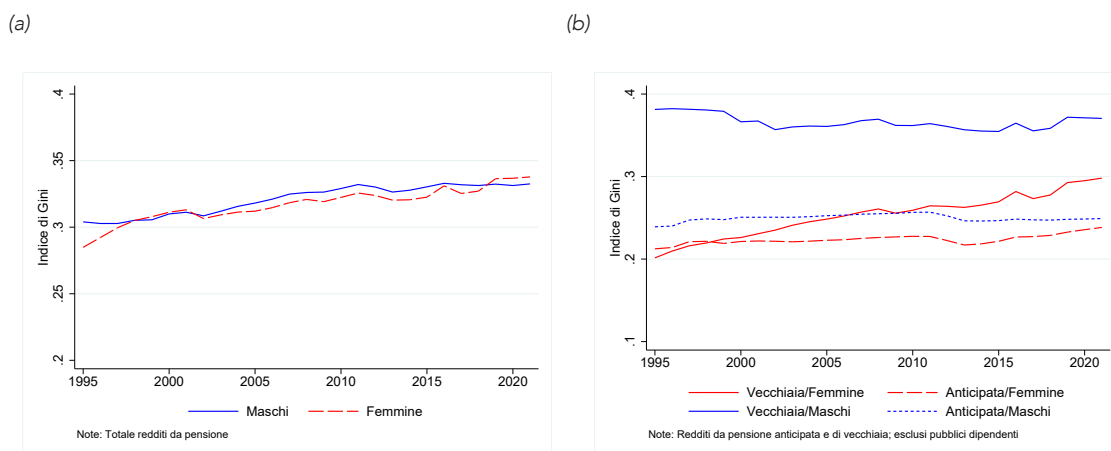 (a)
(b)
Indice di Gini
.4
.35
.3
.25
.2
1995 2000 2005 2010 2015 2020
Maschi Femmine
Note: Totale redditi da pensione
Indice di Gini
.4
.3
.2
.1
1995 2000 2005 2010 2015 2020
Vecchiaia/Femmine Anticipata/Femmine
Vecchiaia/Maschi Anticipata/Maschi
Note: Redditi da pensione anticipata e di vecchiaia; esclusi pubblici dipendenti